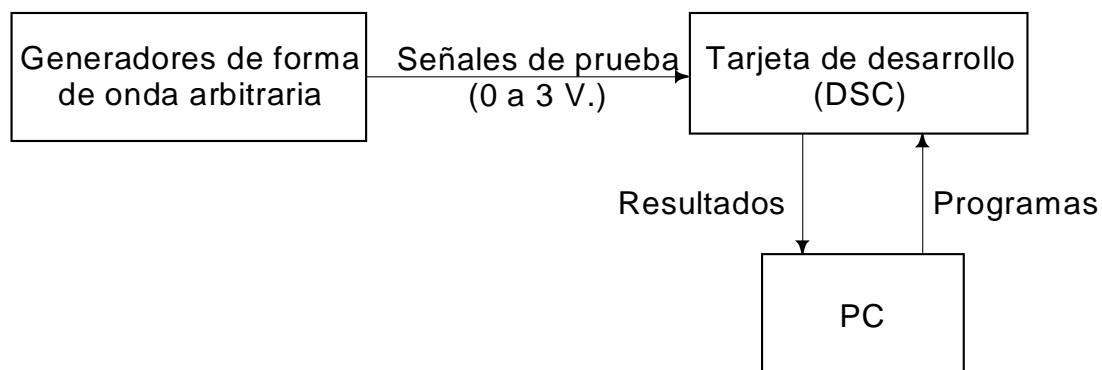 Generadores de forma
de onda arbitraria
Señales de prueba
(0 a 3 V.)
Tarjeta de desarrollo
(DSC)
Resultados
Programas
PC